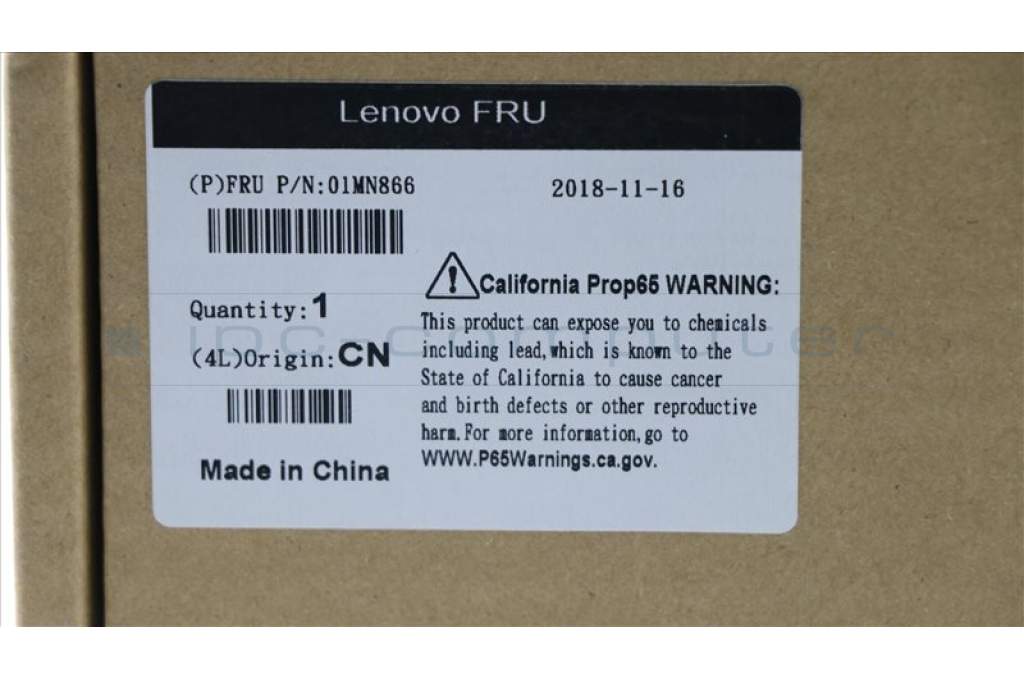 Lenovo FRU
(P)FRU P/N:01MN866
2018-11-16
Quantity:1
(4L)Origin:CN
Made in China
California Prop65 WARNING:
This product can expose you to chemicals
including lead,which is known to the
State of California to cause cancer
and birth defects or other reproductive
harm.For more information,go to
WWW.P65Warnings.ca.gov.
ipc-computer